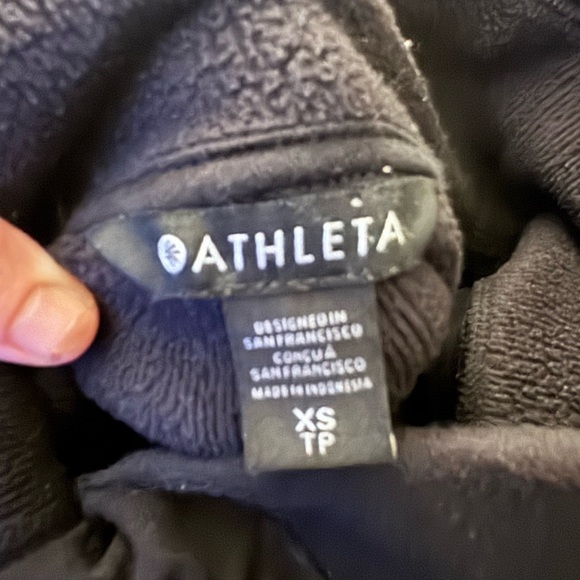 ATHLETA
DESIGNED IN
SAN FRANCISCO
CONÇU À
SAN FRANCISCO
MADE IN INDONESIA
XS
TP